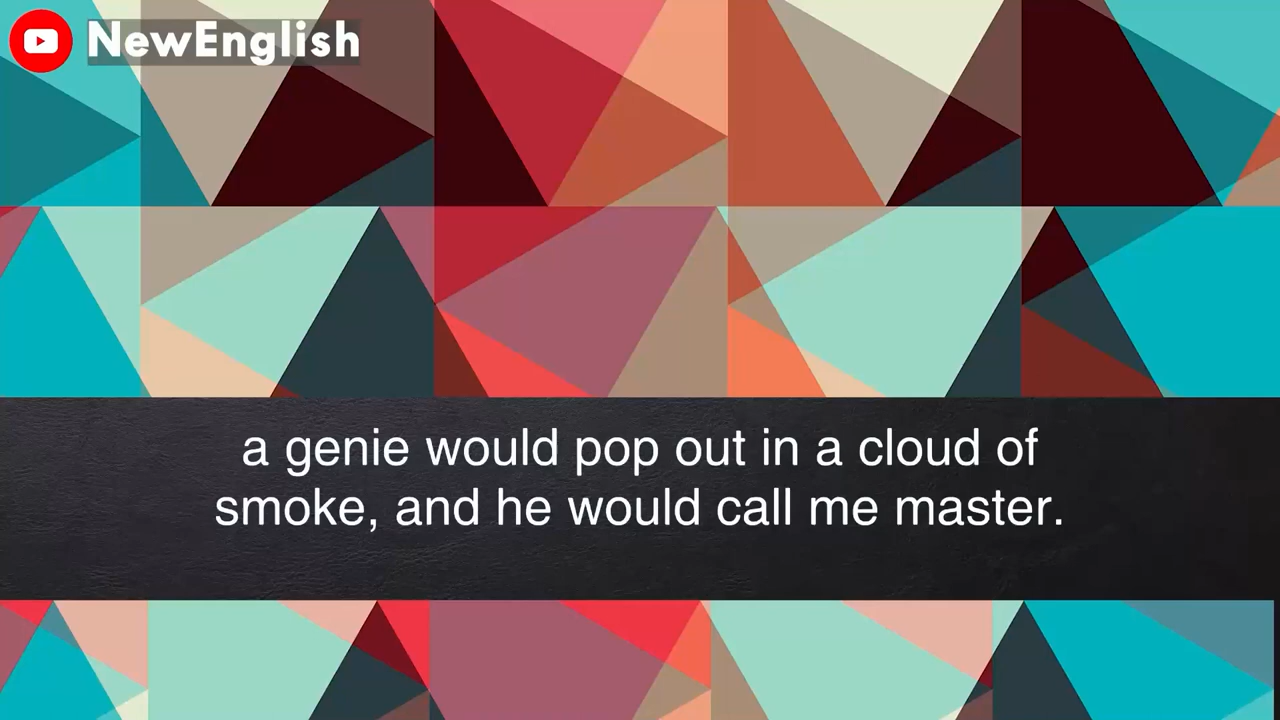 NewEnglish
a genie would pop out in a cloud of
smoke, and he would call me master.